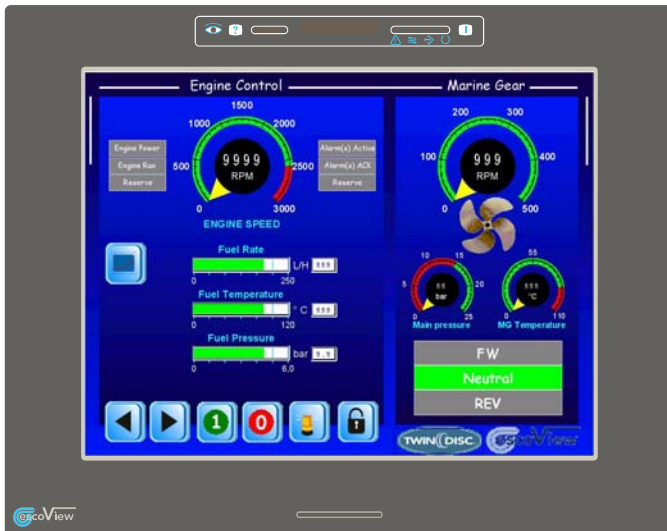 ?
Engine Control
Marine Gear
1500
1000
2000
500
2500
0
3000
9999
RPM
ENGINE SPEED
Engine Power
Engine Run
Reserve
Alarm(s) Active
Alarm(s) ACK
Reserve
200
300
100
400
0
500
999
RPM
Fuel Rate
L/H
0
250
Fuel Temperature
° C
0
120
Fuel Pressure
bar
9.9
0
6,0
10
15
5
20
0
25
bar
Main pressure
55
0
110
°C
MG Temperature
FW
Neutral
REV
1
0
TWIN DISC
escoView
escoView